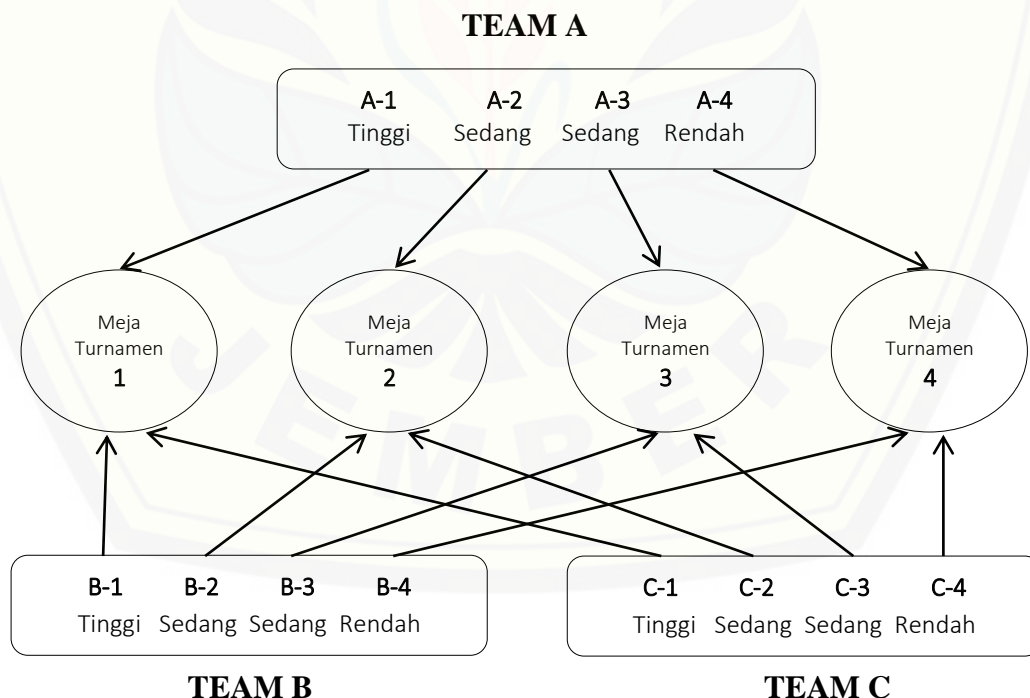 TEAM A
A-1 A-2 A-3 A-4
Tinggi Sedang Sedang Rendah
Meja
Turnamen
1
Meja
Turnamen
2
Meja
Turnamen
3
Meja
Turnamen
4
JEMBER
B-1 B-2 B-3 B-4
Tinggi Sedang Sedang Rendah
TEAM B
C-1 C-2 C-3 C-4
Tinggi Sedang Sedang Rendah
TEAM C